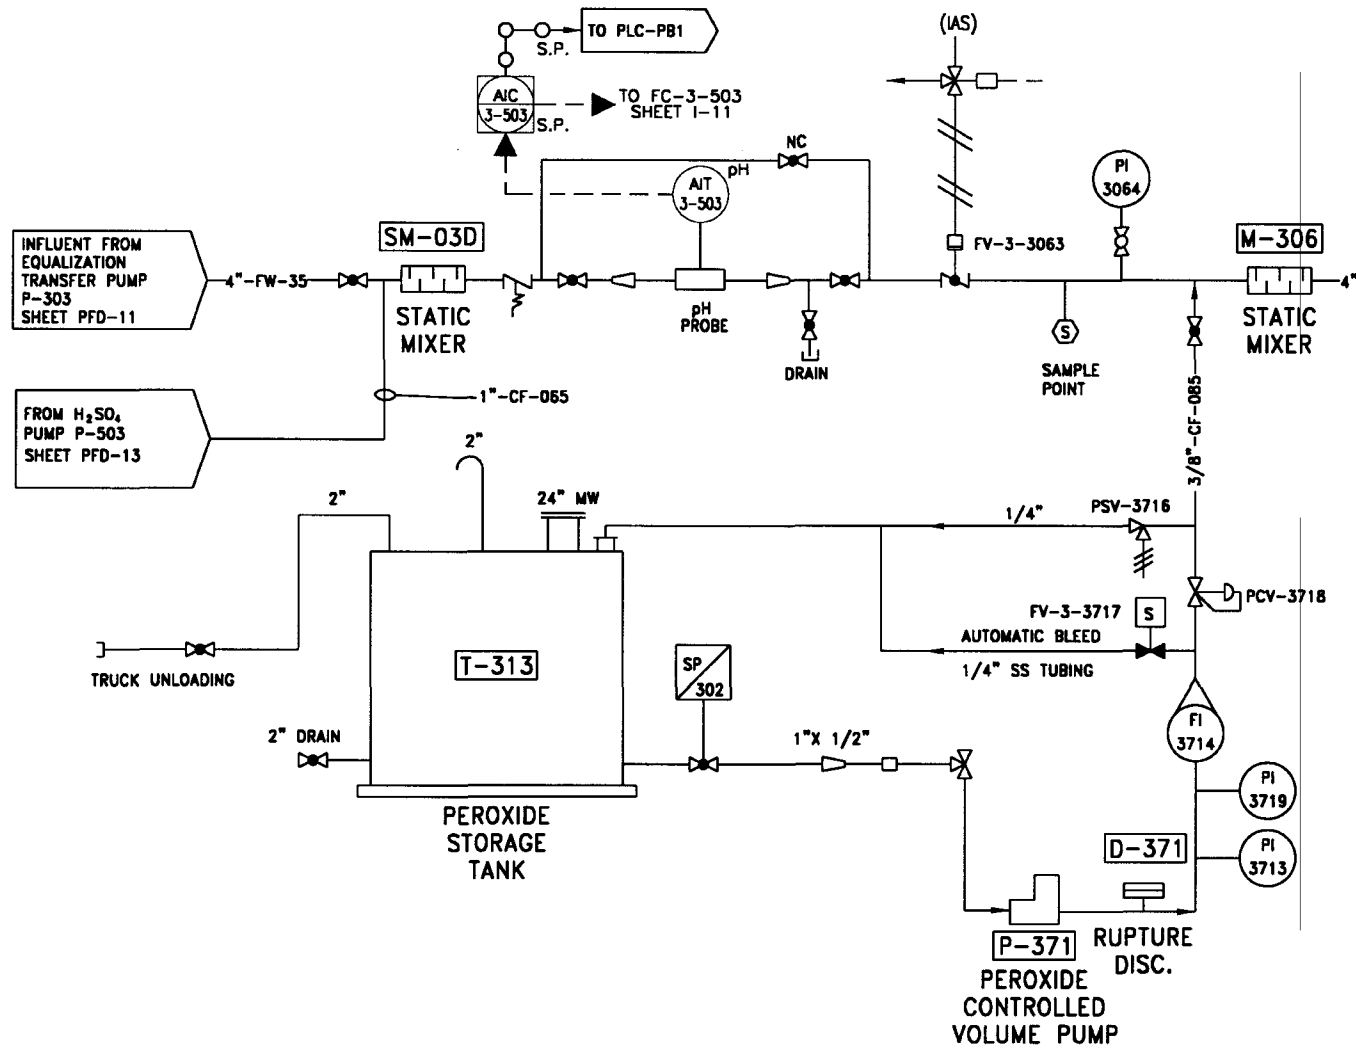 TO PLC-PB1
S.P.
(IAS)
AIC
3-503
S.P.
TO FC-3-503
SHEET I-11
NC
pH
AIT
3-503
PI
3064
SM-03D
FV-3-3063
M-306
INFLUENT FROM
EQUALIZATION
TRANSFER PUMP
P-303
SHEET PFD-11
4"-FW-35
4"
STATIC
MIXER
pH
PROBE
DRAIN
S
SAMPLE
POINT
STATIC
MIXER
FROM H₂SO₄
PUMP P-503
SHEET PFD-13
1"-CF-065
3/8"-CF-085
2"
2"
24" MW
1/4"
PSV-3716
FV-3-3717
S
PCV-3718
AUTOMATIC BLEED
1/4" SS TUBING
TRUCK UNLOADING
T-313
SP
302
2" DRAIN
1"X 1/2"
FI
3714
PI
3719
PEROXIDE
STORAGE
TANK
D-371
PI
3713
P-371
RUPTURE
DISC.
PEROXIDE
CONTROLLED
VOLUME PUMP